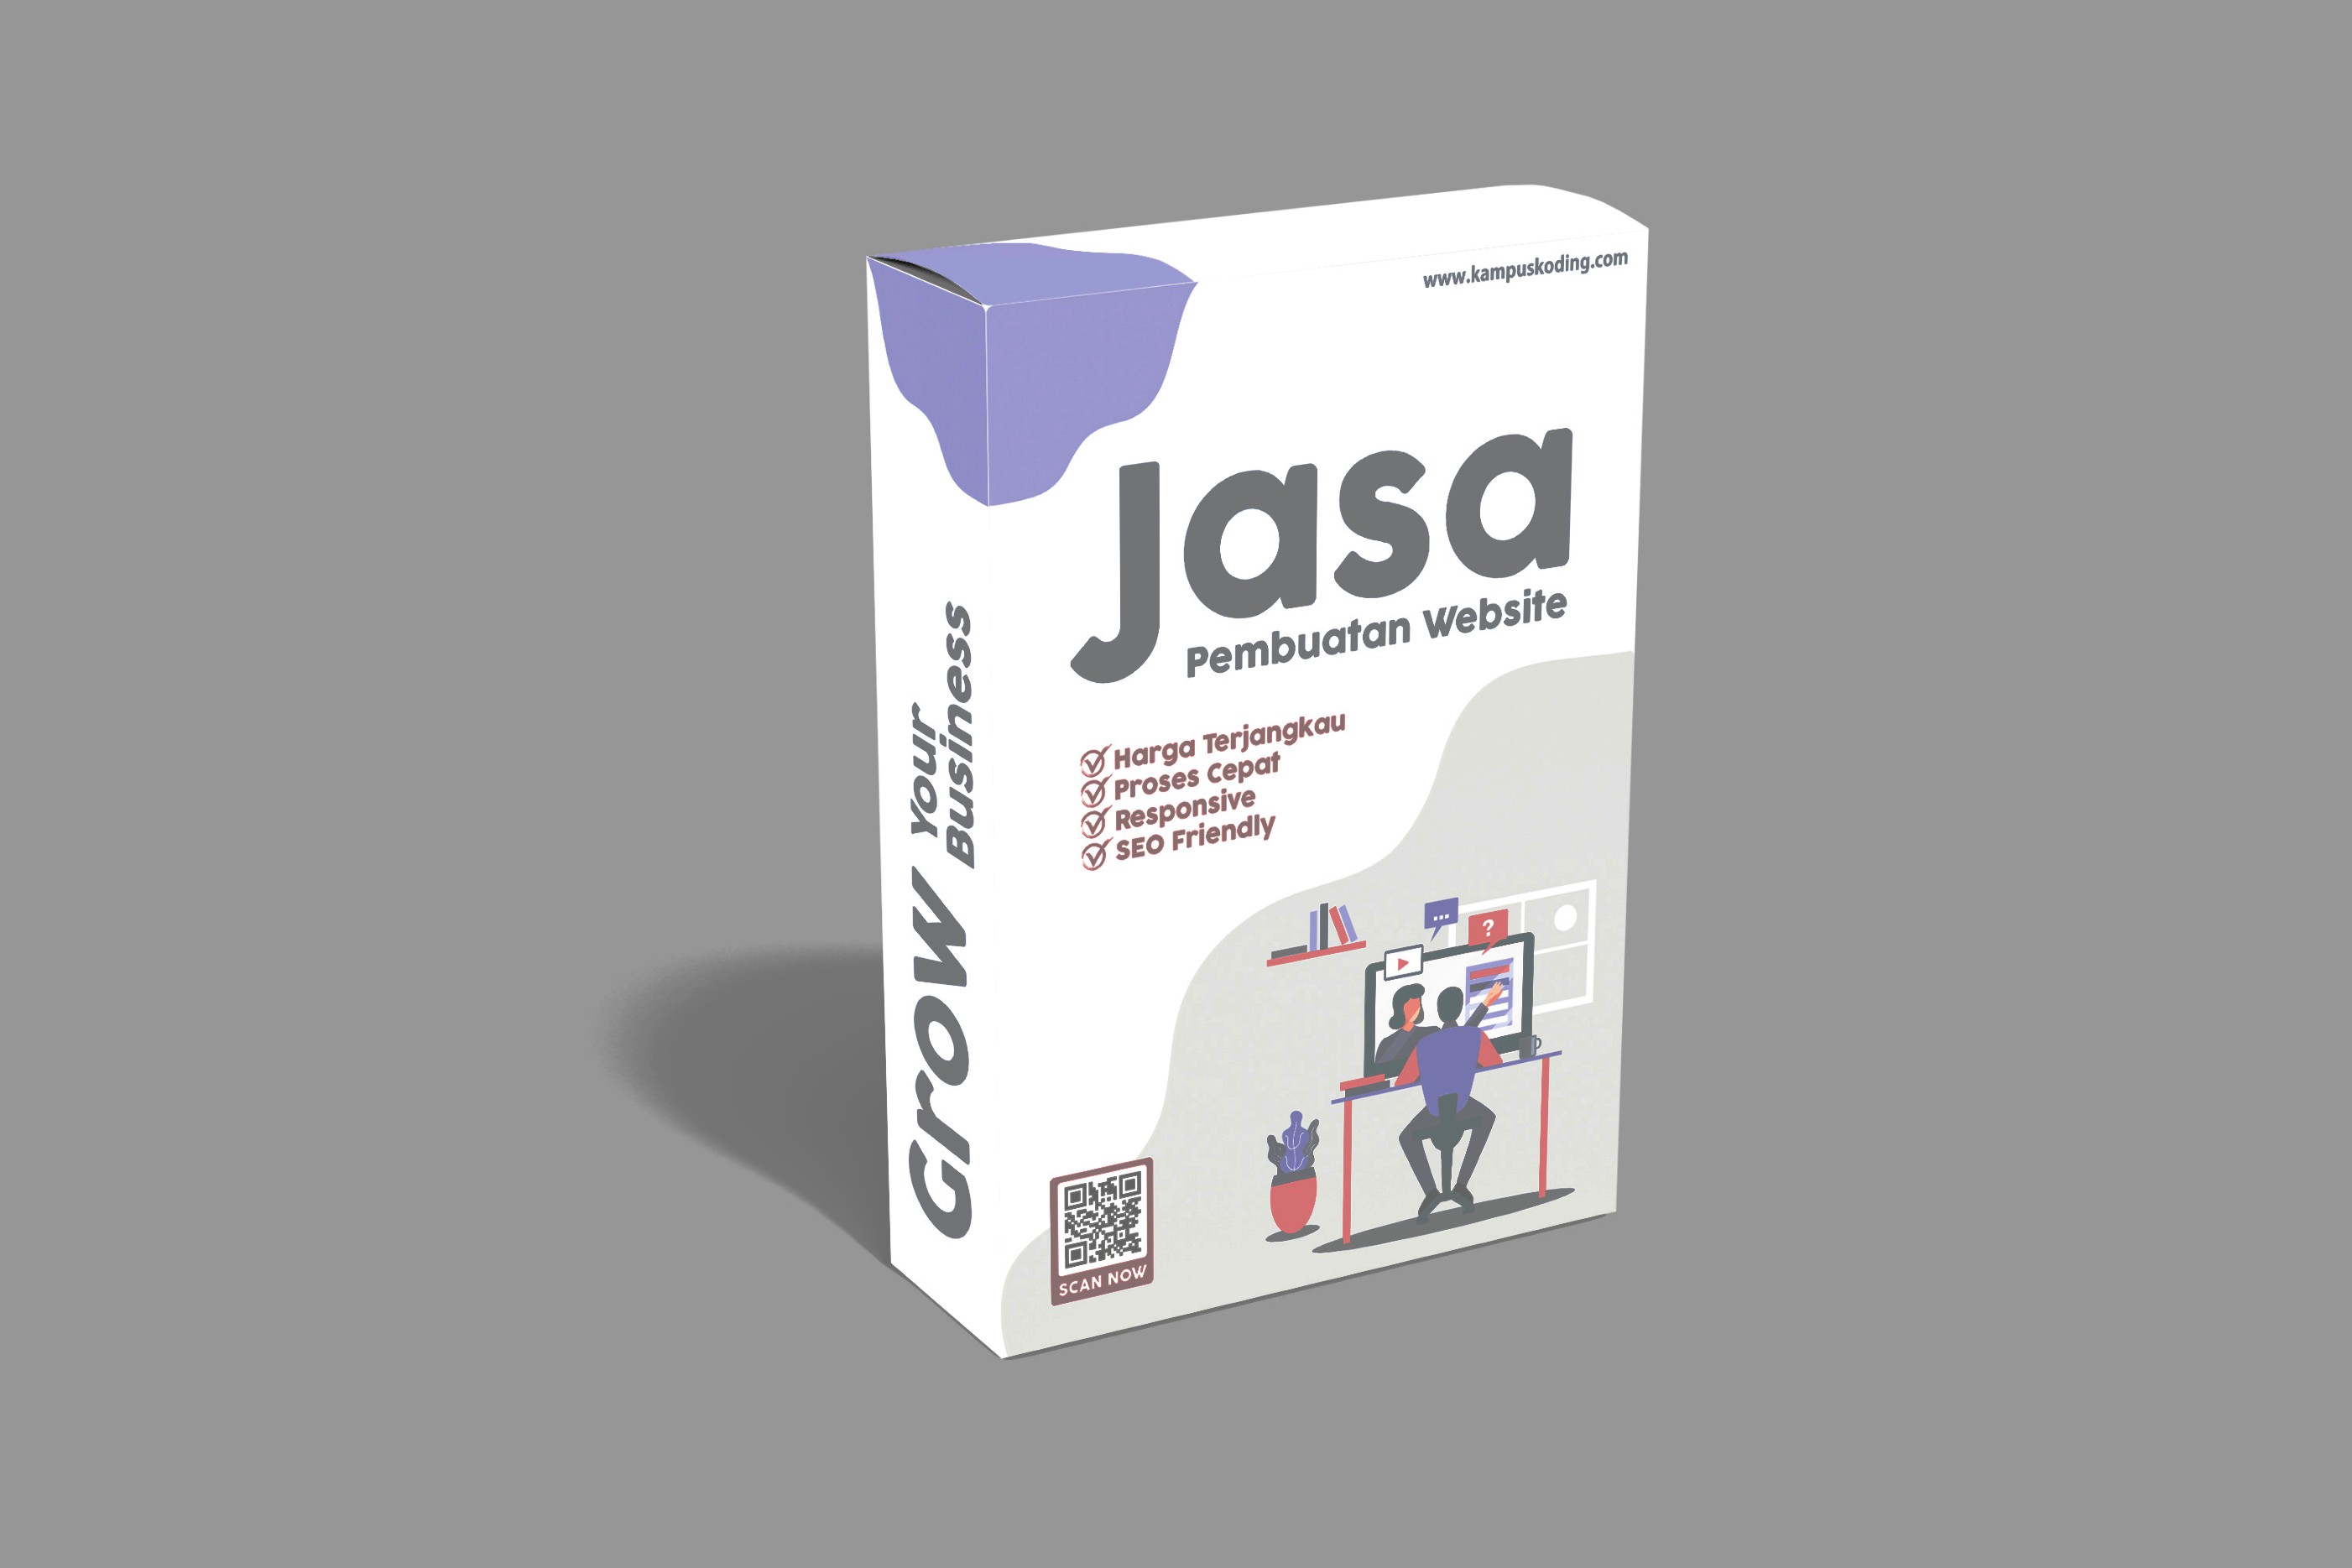 www.kampuskoding.com
Jasa
Pembuatan Website
Harga Terjangkau
Proses Cepat
Responsive
SEO Friendly
?
SCAN NOW
Grow Your
Business